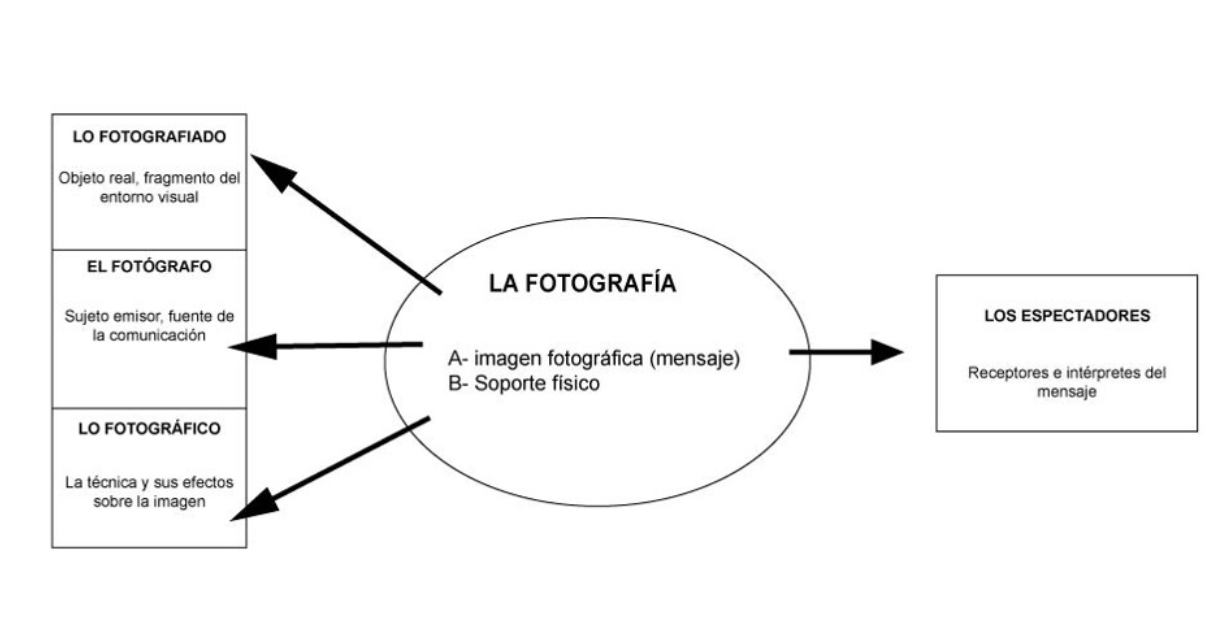 LO FOTOGRAFIADO
Objeto real, fragmento del
entorno visual
EL FOTÓGRAFO
Sujeto emisor, fuente de
la comunicación
LO FOTOGRÁFICO
La técnica y sus efectos
sobre la imagen
LA FOTOGRAFÍA
A- imagen fotográfica (mensaje)
B- Soporte físico
LOS ESPECTADORES
Receptores e intérpretes del
mensaje